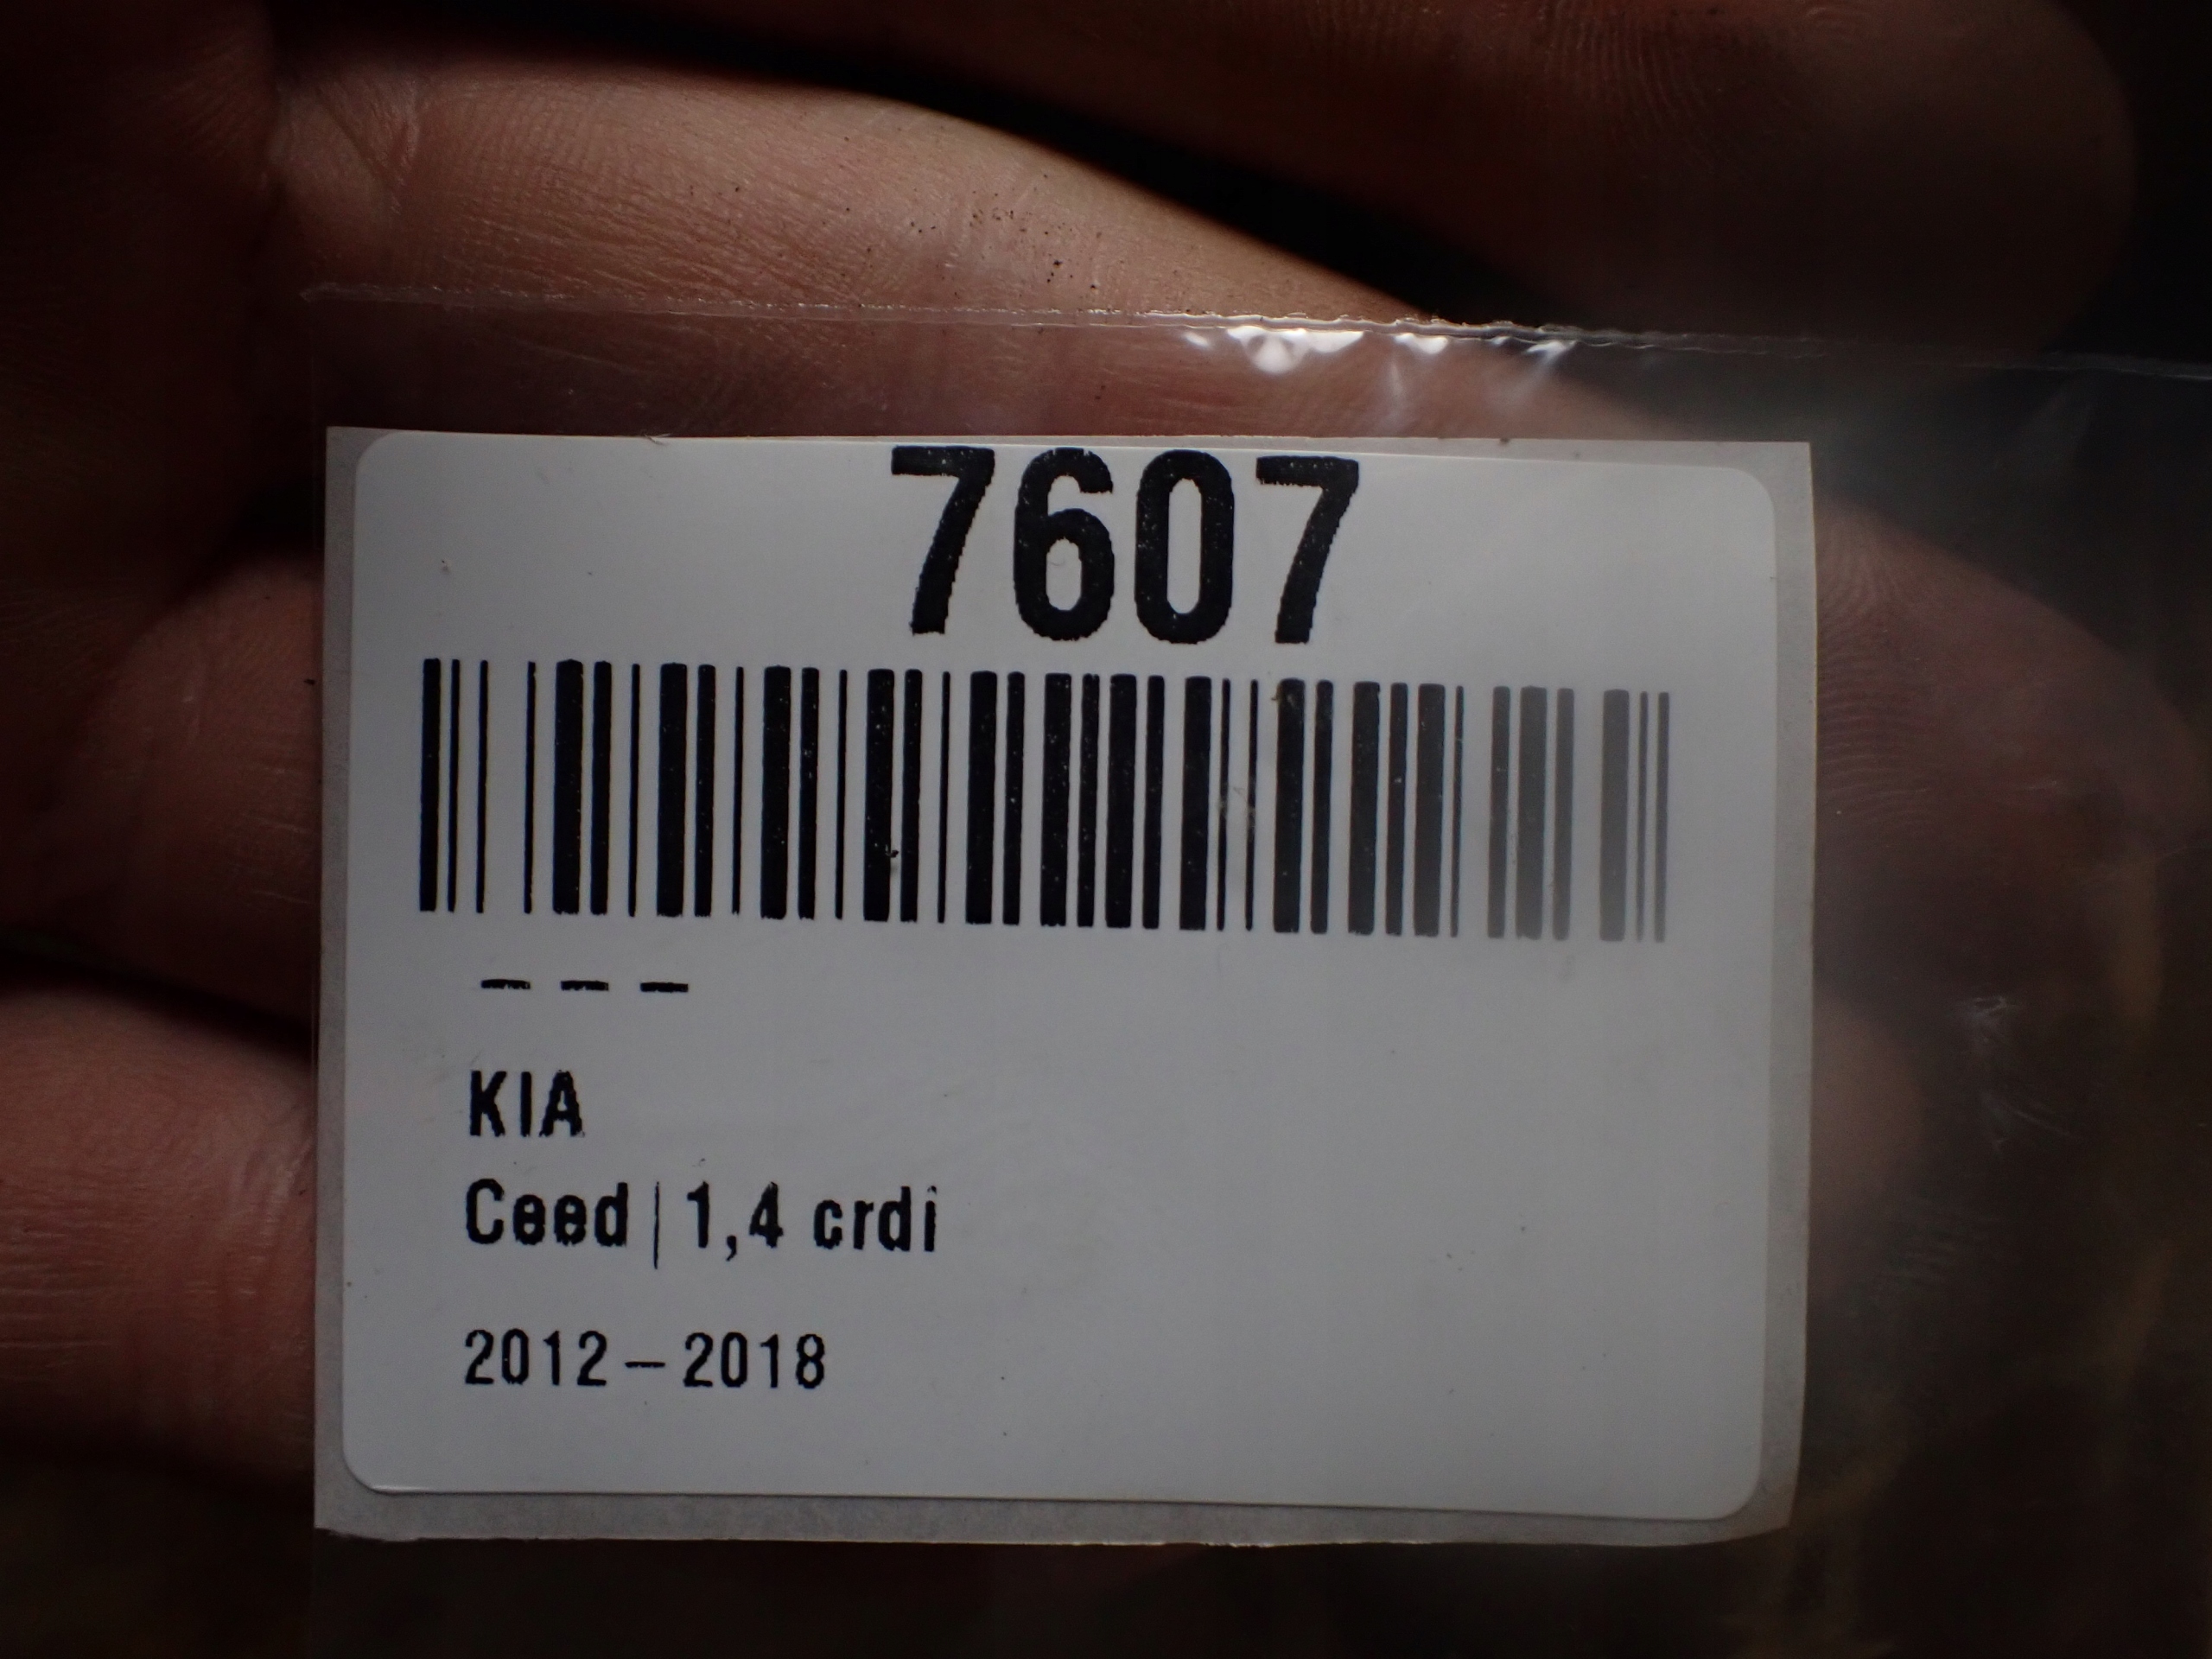 7607
– – –
KIA
Ceed | 1,4 crdi
2012 – 2018